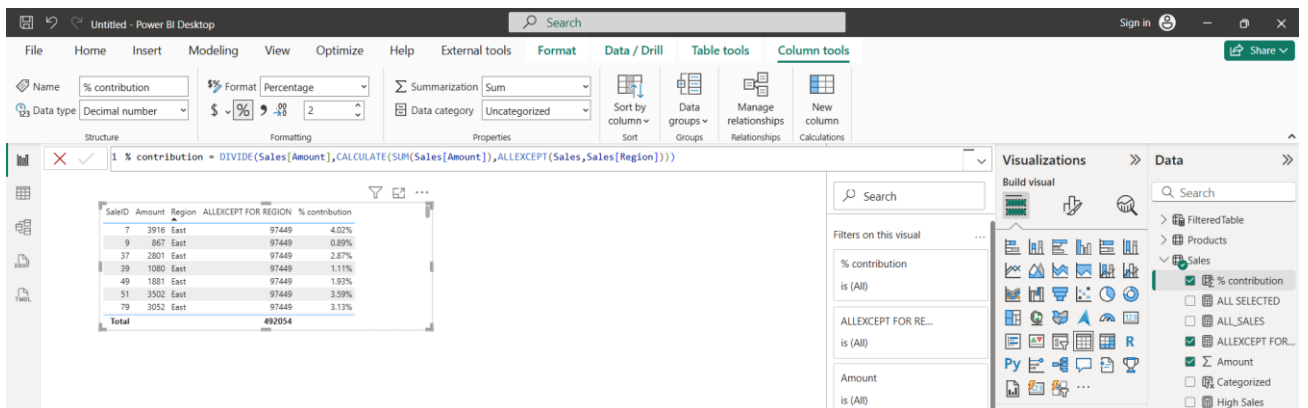 Untitled - Power BI Desktop
Search
Sign in
File Home Insert Modeling View Optimize Help External tools Format Data / Drill Table tools Column tools
Share
Name % contribution
Data type Decimal number
Structure
Format Percentage
$ % 9 .00 2
Formatting
Summarization Sum
Data category Uncategorized
Properties
Sort by column
Sort
Data groups
Groups
Manage relationships
Relationships
New column
Calculations
1 % contribution = DIVIDE(Sales[Amount],CALCULATE(SUM(Sales[Amount]),ALLEXCEPT(Sales,Sales[Region])))
SaleID Amount Region ALLEXCEPT FOR REGION % contribution
7 3916 East 97449 4.02%
9 867 East 97449 0.89%
37 2801 East 97449 2.87%
39 1080 East 97449 1.11%
49 1881 East 97449 1.93%
51 3502 East 97449 3.59%
79 3052 East 97449 3.13%
Total 492054
Search
Filters on this visual
% contribution
is (All)
ALLEXCEPT FOR RE...
is (All)
Amount
is (All)
Visualizations
Build visual
R
Py
Data
Search
FilteredTable
Products
Sales
% contribution
ALL SELECTED
ALL_SALES
ALLEXCEPT FOR...
Amount
Categorized
High Sales